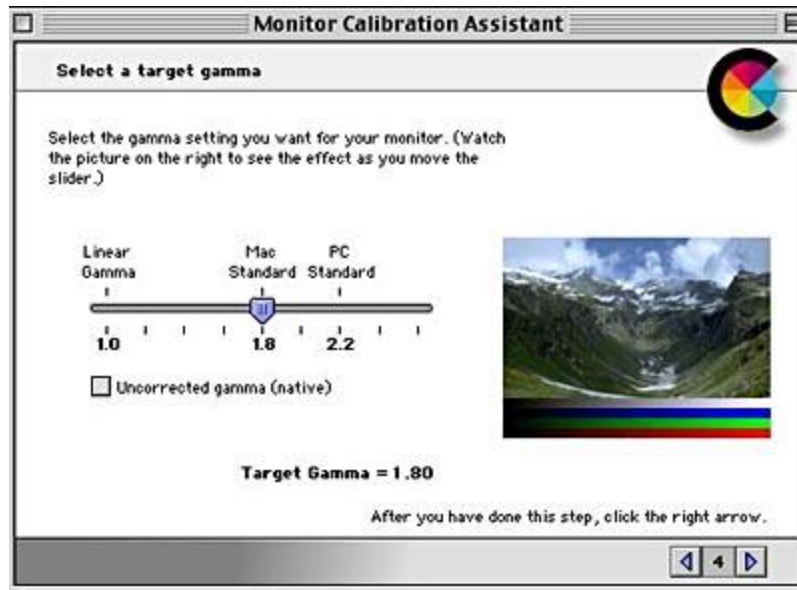 Monitor Calibration Assistant
Select a target gamma
Select the gamma setting you want for your monitor. (Watch
the picture on the right to see the effect as you move the
slider.)
Linear Mac PC
Gamma Standard Standard
1.0 1.8 2.2
Uncorrected gamma (native)
Target Gamma = 1.80
After you have done this step, click the right arrow.
4